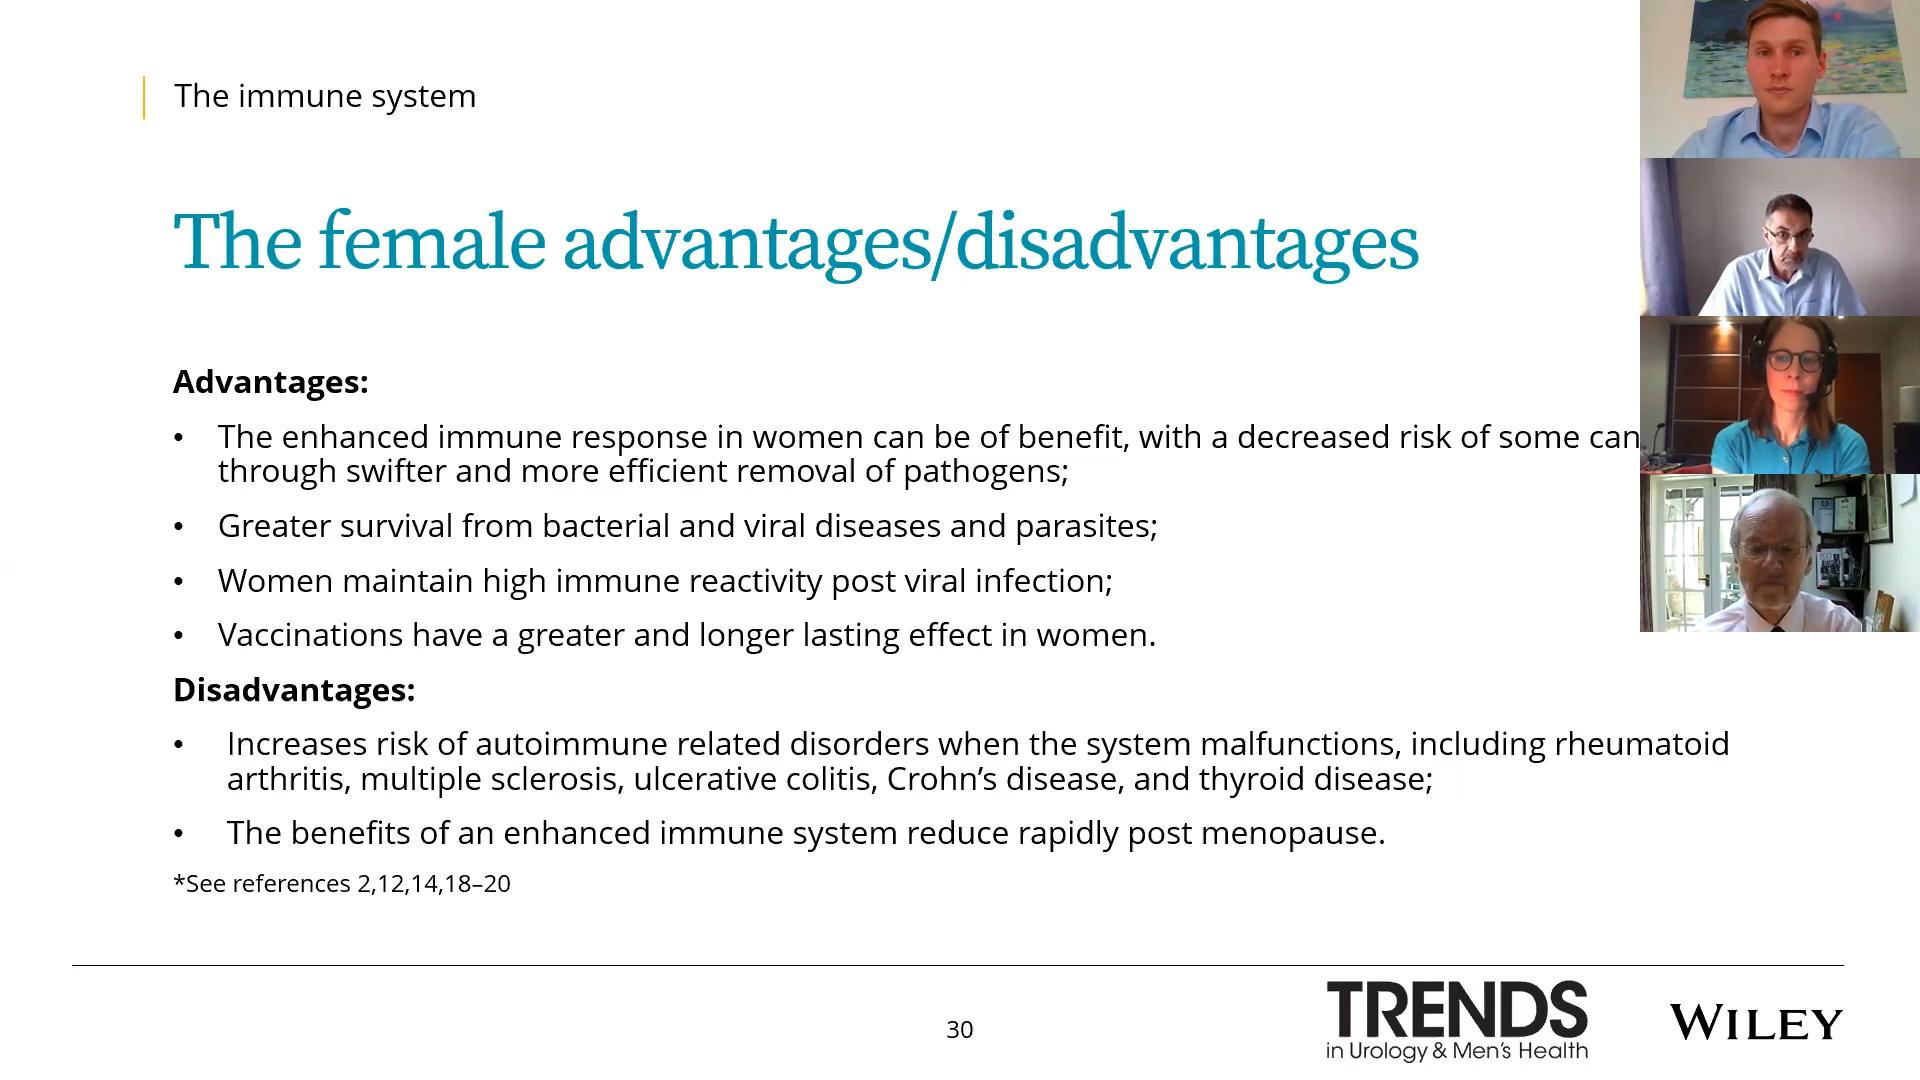 The immune system
The female advantages/disadvantages
Advantages:
• The enhanced immune response in women can be of benefit, with a decreased risk of some can
through swifter and more efficient removal of pathogens;
• Greater survival from bacterial and viral diseases and parasites;
• Women maintain high immune reactivity post viral infection;
• Vaccinations have a greater and longer lasting effect in women.
Disadvantages:
• Increases risk of autoimmune related disorders when the system malfunctions, including rheumatoid
arthritis, multiple sclerosis, ulcerative colitis, Crohn’s disease, and thyroid disease;
• The benefits of an enhanced immune system reduce rapidly post menopause.
*See references 2,12,14,18–20
30
TRENDS
in Urology & Men’s Health
WILEY